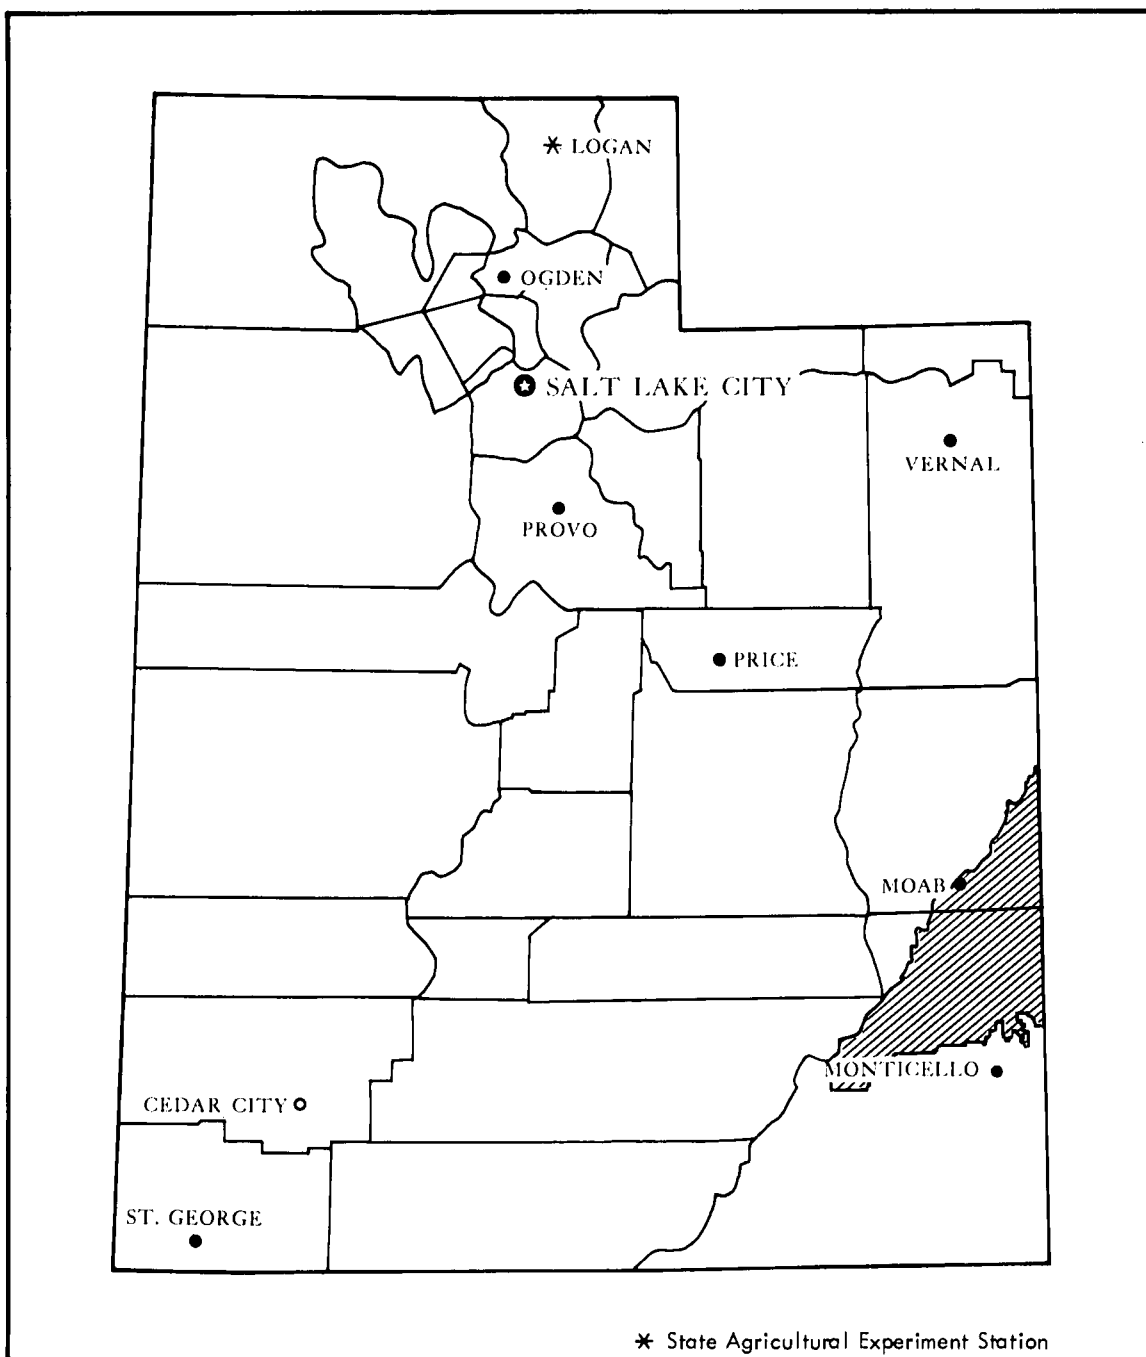 LOGAN
OGDEN
SALT LAKE CITY
VERNAL
PROVO
PRICE
MOAB
MONTICELLO
CEDAR CITY
ST. GEORGE
* State Agricultural Experiment Station